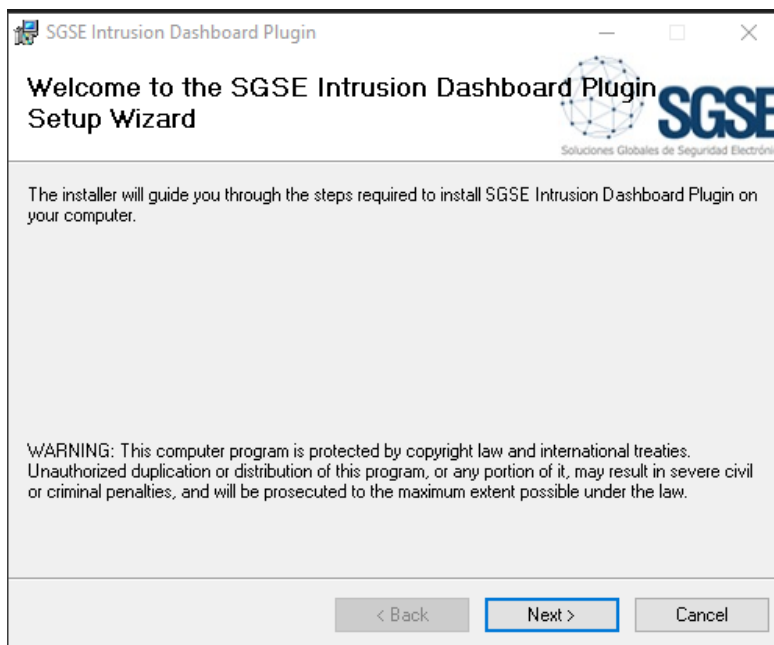 SGSE Intrusion Dashboard Plugin
Welcome to the SGSE Intrusion Dashboard Plugin
Setup Wizard
SGSE
Soluciones Globales de Seguridad Electróni
The installer will guide you through the steps required to install SGSE Intrusion Dashboard Plugin on
your computer.
WARNING: This computer program is protected by copyright law and international treaties.
Unauthorized duplication or distribution of this program, or any portion of it, may result in severe civil
or criminal penalties, and will be prosecuted to the maximum extent possible under the law.
< Back
Next >
Cancel